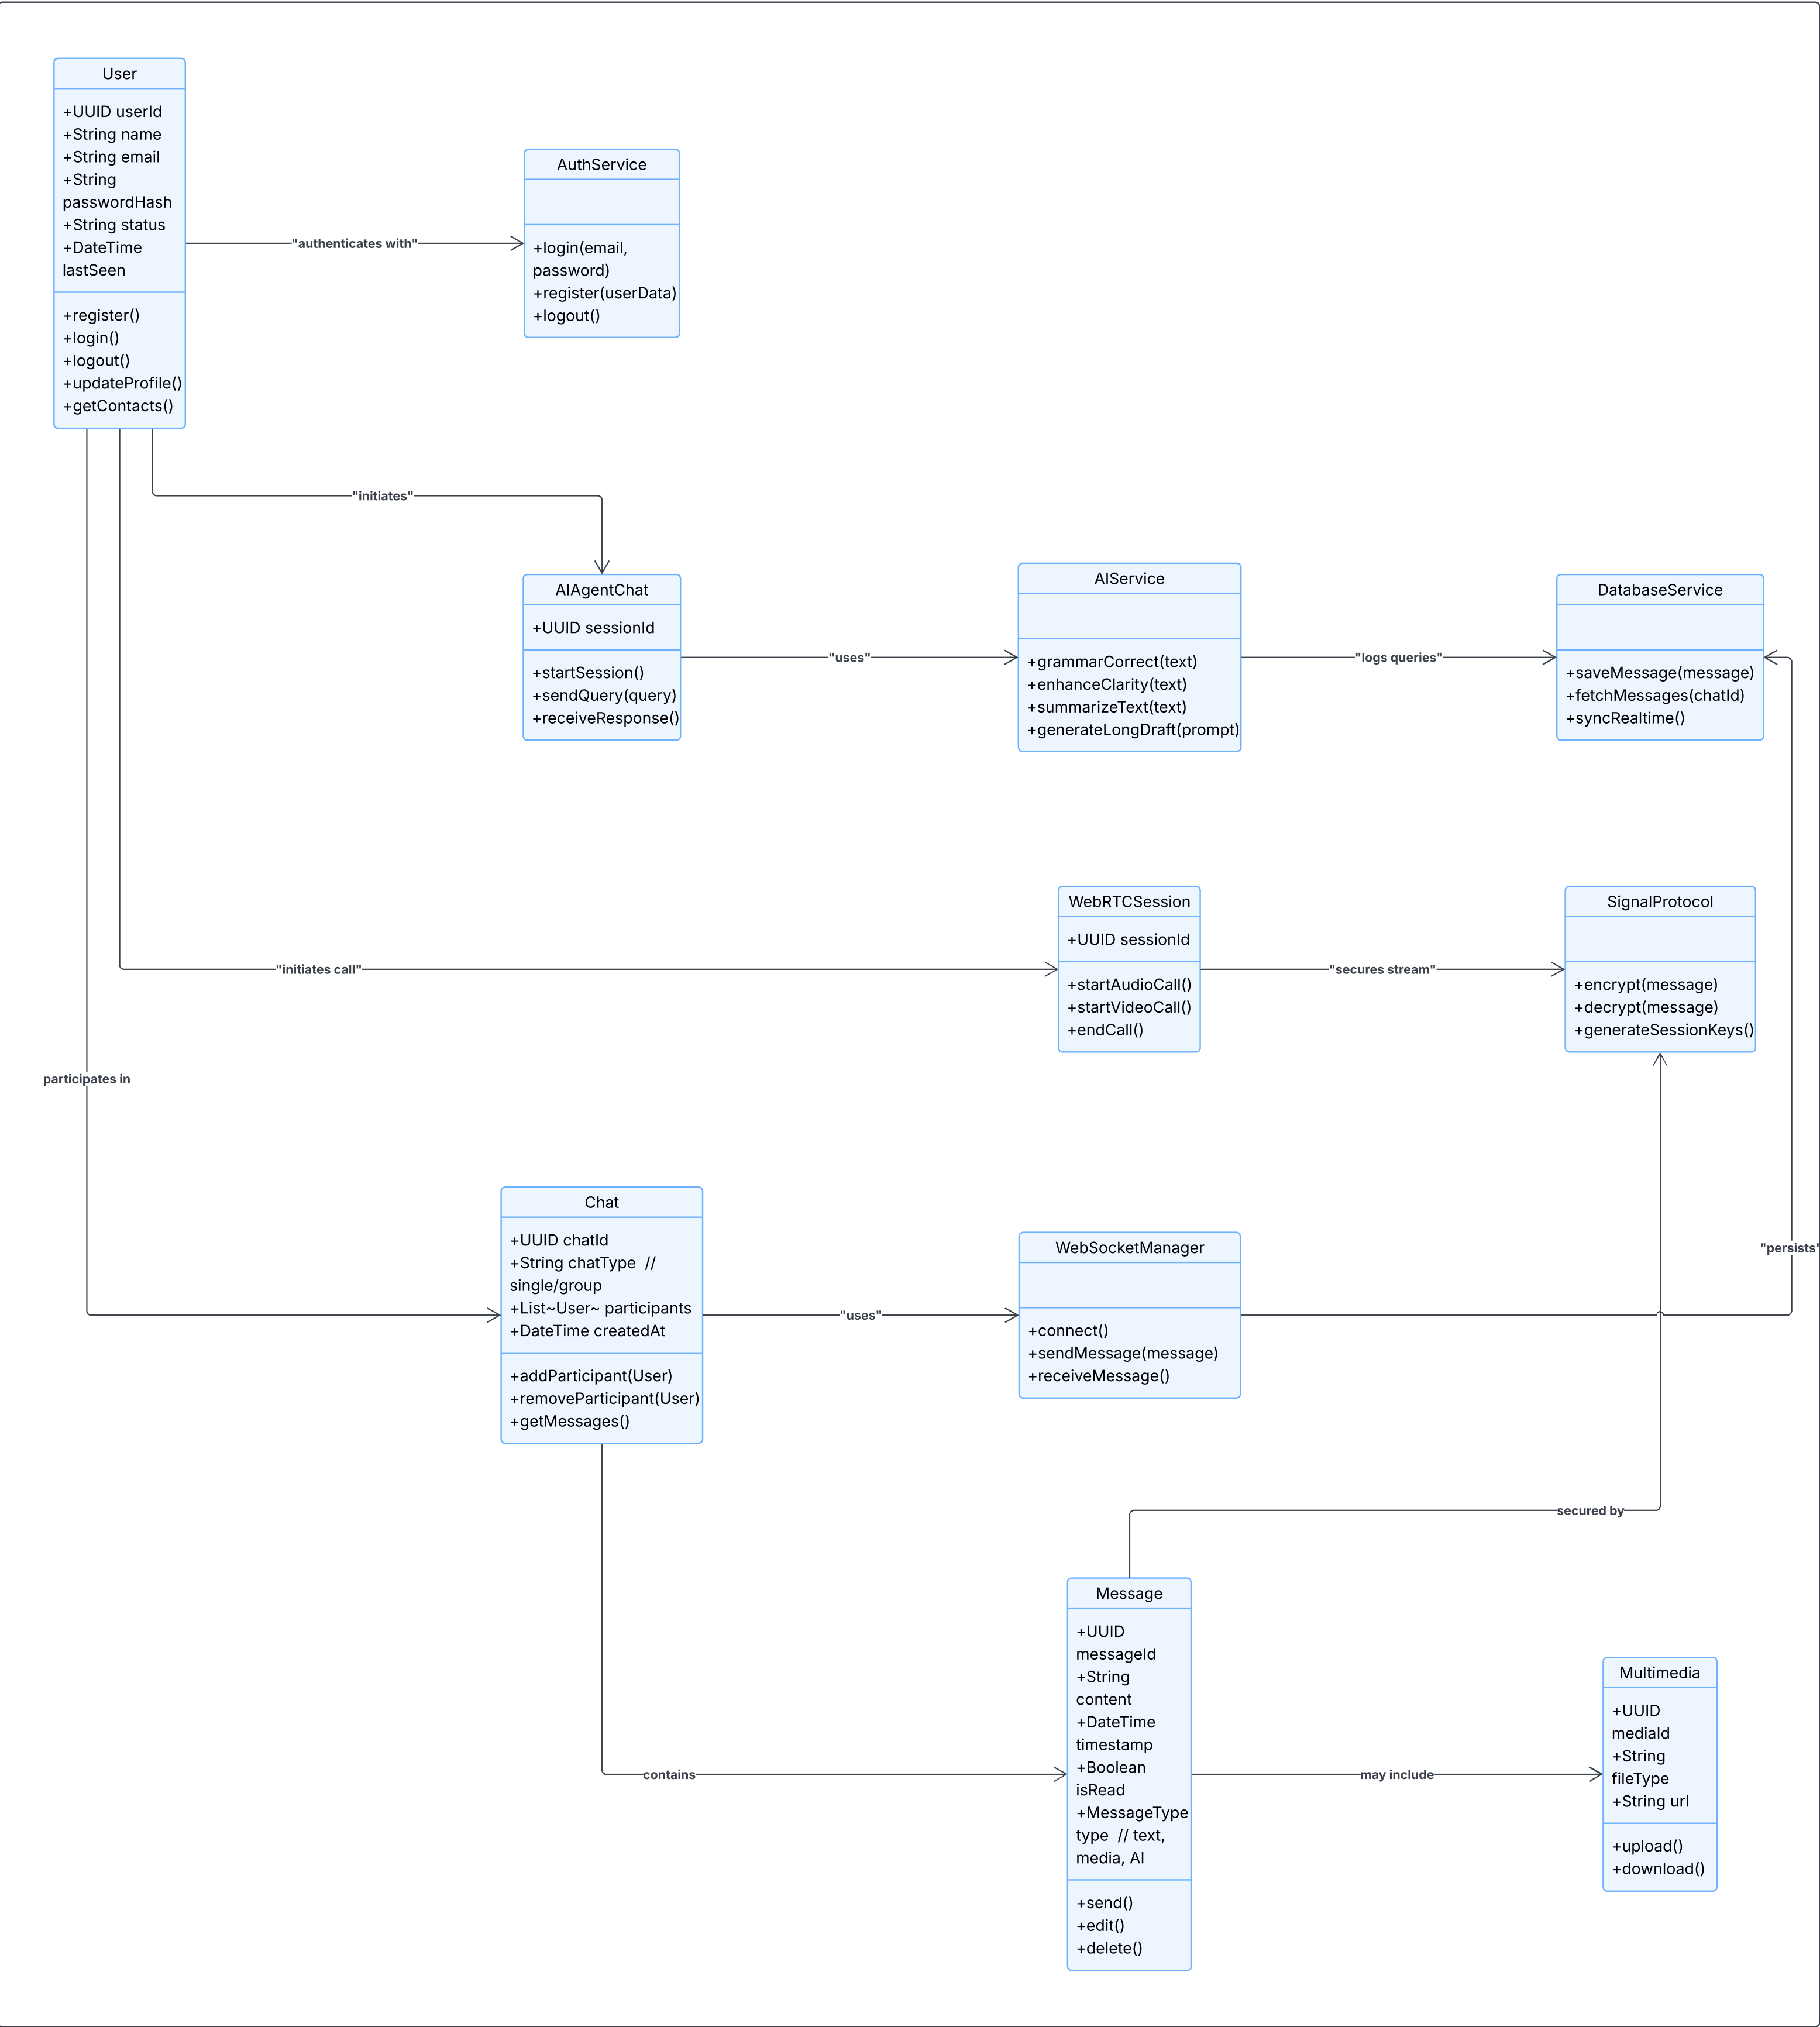 User
+UUID userId
+String name
+String email
+String
passwordHash
+String status
+DateTime
lastSeen
+register()
+login()
+logout()
+updateProfile()
+getContacts()
"authenticates with"
AuthService
+login(email,
password)
+register(userData)
+logout()
"initiates"
AIAgentChat
+UUID sessionId
+startSession()
+sendQuery(query)
+receiveResponse()
"uses"
AIService
+grammarCorrect(text)
+enhanceClarity(text)
+summarizeText(text)
+generateLongDraft(prompt)
"logs queries"
DatabaseService
+saveMessage(message)
+fetchMessages(chatId)
+syncRealtime()
"initiates call"
WebRTCSession
+UUID sessionId
+startAudioCall()
+startVideoCall()
+endCall()
"secures stream"
SignalProtocol
+encrypt(message)
+decrypt(message)
+generateSessionKeys()
participates in
Chat
+UUID chatId
+String chatType  //
single/group
+List~User~ participants
+DateTime createdAt
+addParticipant(User)
+removeParticipant(User)
+getMessages()
"uses"
WebSocketManager
+connect()
+sendMessage(message)
+receiveMessage()
"persists"
secured by
contains
Message
+UUID
messageId
+String
content
+DateTime
timestamp
+Boolean
isRead
+MessageType
type  // text,
media, AI
+send()
+edit()
+delete()
may include
Multimedia
+UUID
mediaId
+String
fileType
+String url
+upload()
+download()